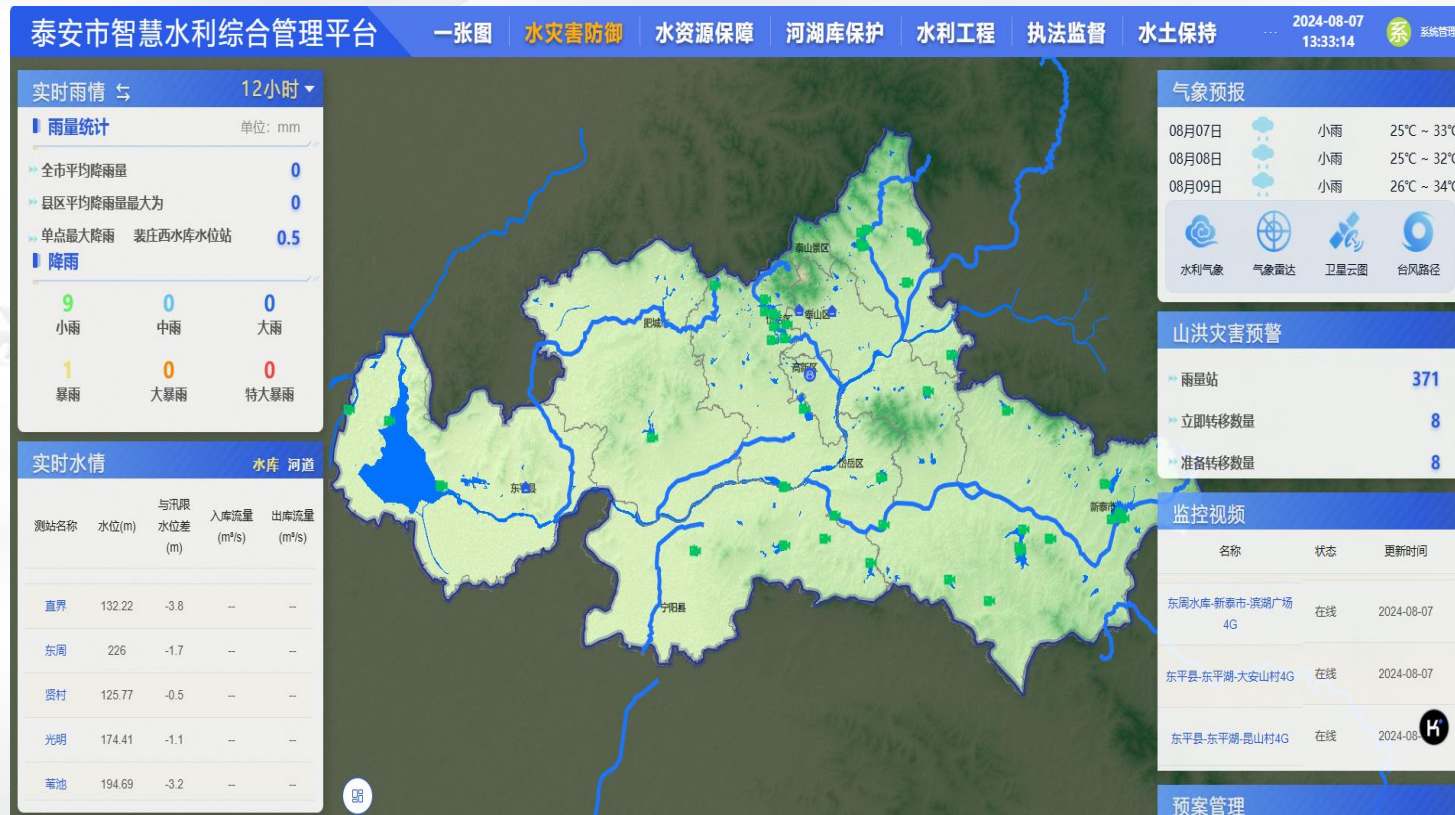 泰安市智慧水利综合管理平台
一张图 水灾害防御 水资源保障 河湖库保护 水利工程 执法监督 水土保持 ... 2024-08-07 13:33:14 系 系统管理
实时雨情 12小时
雨量统计 单位：mm
全市平均降雨量 0
县区平均降雨量最大为 0
单点最大降雨 装庄西水库水位站 0.5
降雨
9 0 0
小雨 中雨 大雨
1 0 0
暴雨 大暴雨 特大暴雨
实时水情 水库 河道
测站名称 水位(m) 与汛限水位差(m) 入库流量(m³/s) 出库流量(m³/s)
直界 132.22 -3.8 -- --
东周 226 -1.7 -- --
贤村 125.77 -0.5 -- --
光明 174.41 -1.1 -- --
苇池 194.69 -3.2 -- --
泰山景区
肥城
泰山区
高新区
岱岳区
东 县
新泰市
宁阳县
气象预报
08月07日 小雨 25℃ ~ 33℃
08月08日 小雨 25℃ ~ 32℃
08月09日 小雨 26℃ ~ 34℃
水利气象 气象雷达 卫星云图 台风路径
山洪灾害预警
雨量站 371
立即转移数量 8
准备转移数量 8
监控视频
名称 状态 更新时间
东周水库-新泰市-滨湖广场4G 在线 2024-08-07
东平县-东平湖-大安山村4G 在线 2024-08-07
东平县-东平湖-昆山村4G 在线 2024-08-
预案管理